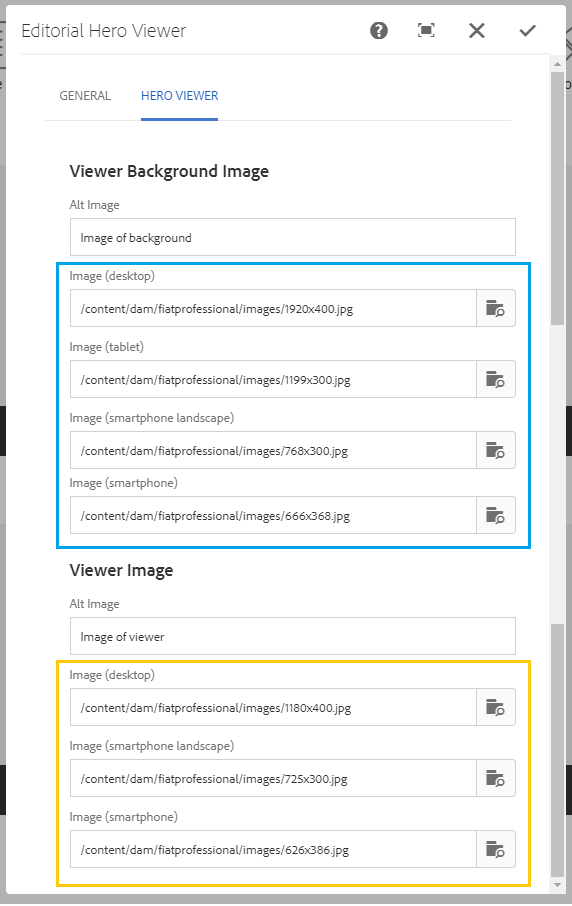 Editorial Hero Viewer
GENERAL HERO VIEWER
Viewer Background Image
Alt Image
Image of background
Image (desktop)
/content/dam/fiatprofessional/images/1920x400.jpg
Image (tablet)
/content/dam/fiatprofessional/images/1199x300.jpg
Image (smartphone landscape)
/content/dam/fiatprofessional/images/768x300.jpg
Image (smartphone)
/content/dam/fiatprofessional/images/666x368.jpg
Viewer Image
Alt Image
Image of viewer
Image (desktop)
/content/dam/fiatprofessional/images/1180x400.jpg
Image (smartphone landscape)
/content/dam/fiatprofessional/images/725x300.jpg
Image (smartphone)
/content/dam/fiatprofessional/images/626x386.jpg